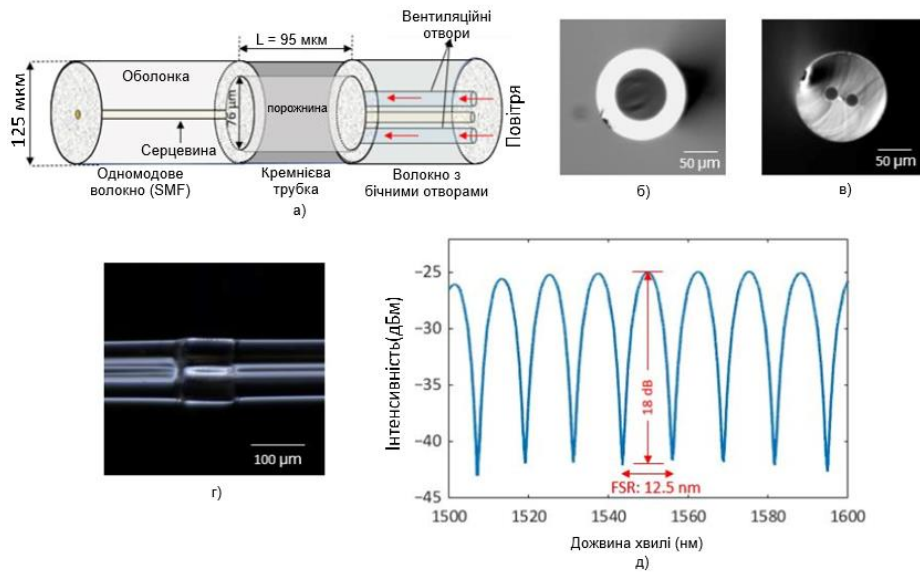 Вентиляційні
отвори
L = 95 мкм
Оболонка
125 мкм
76 μm
порожнина
Повітря
Серцевина
Одномодове
волокно (SMF)
Кремнієва
трубка
Волокно з
бічними отворами
а)
50 μm
б)
50 μm
в)
100 μm
г)
Інтенсивність(дБм)
−25
−30
−35
−40
−45
18 dB
FSR: 12.5 nm
1500
1520
1540
1560
1580
1600
Дожвина хвилі (нм)
д)